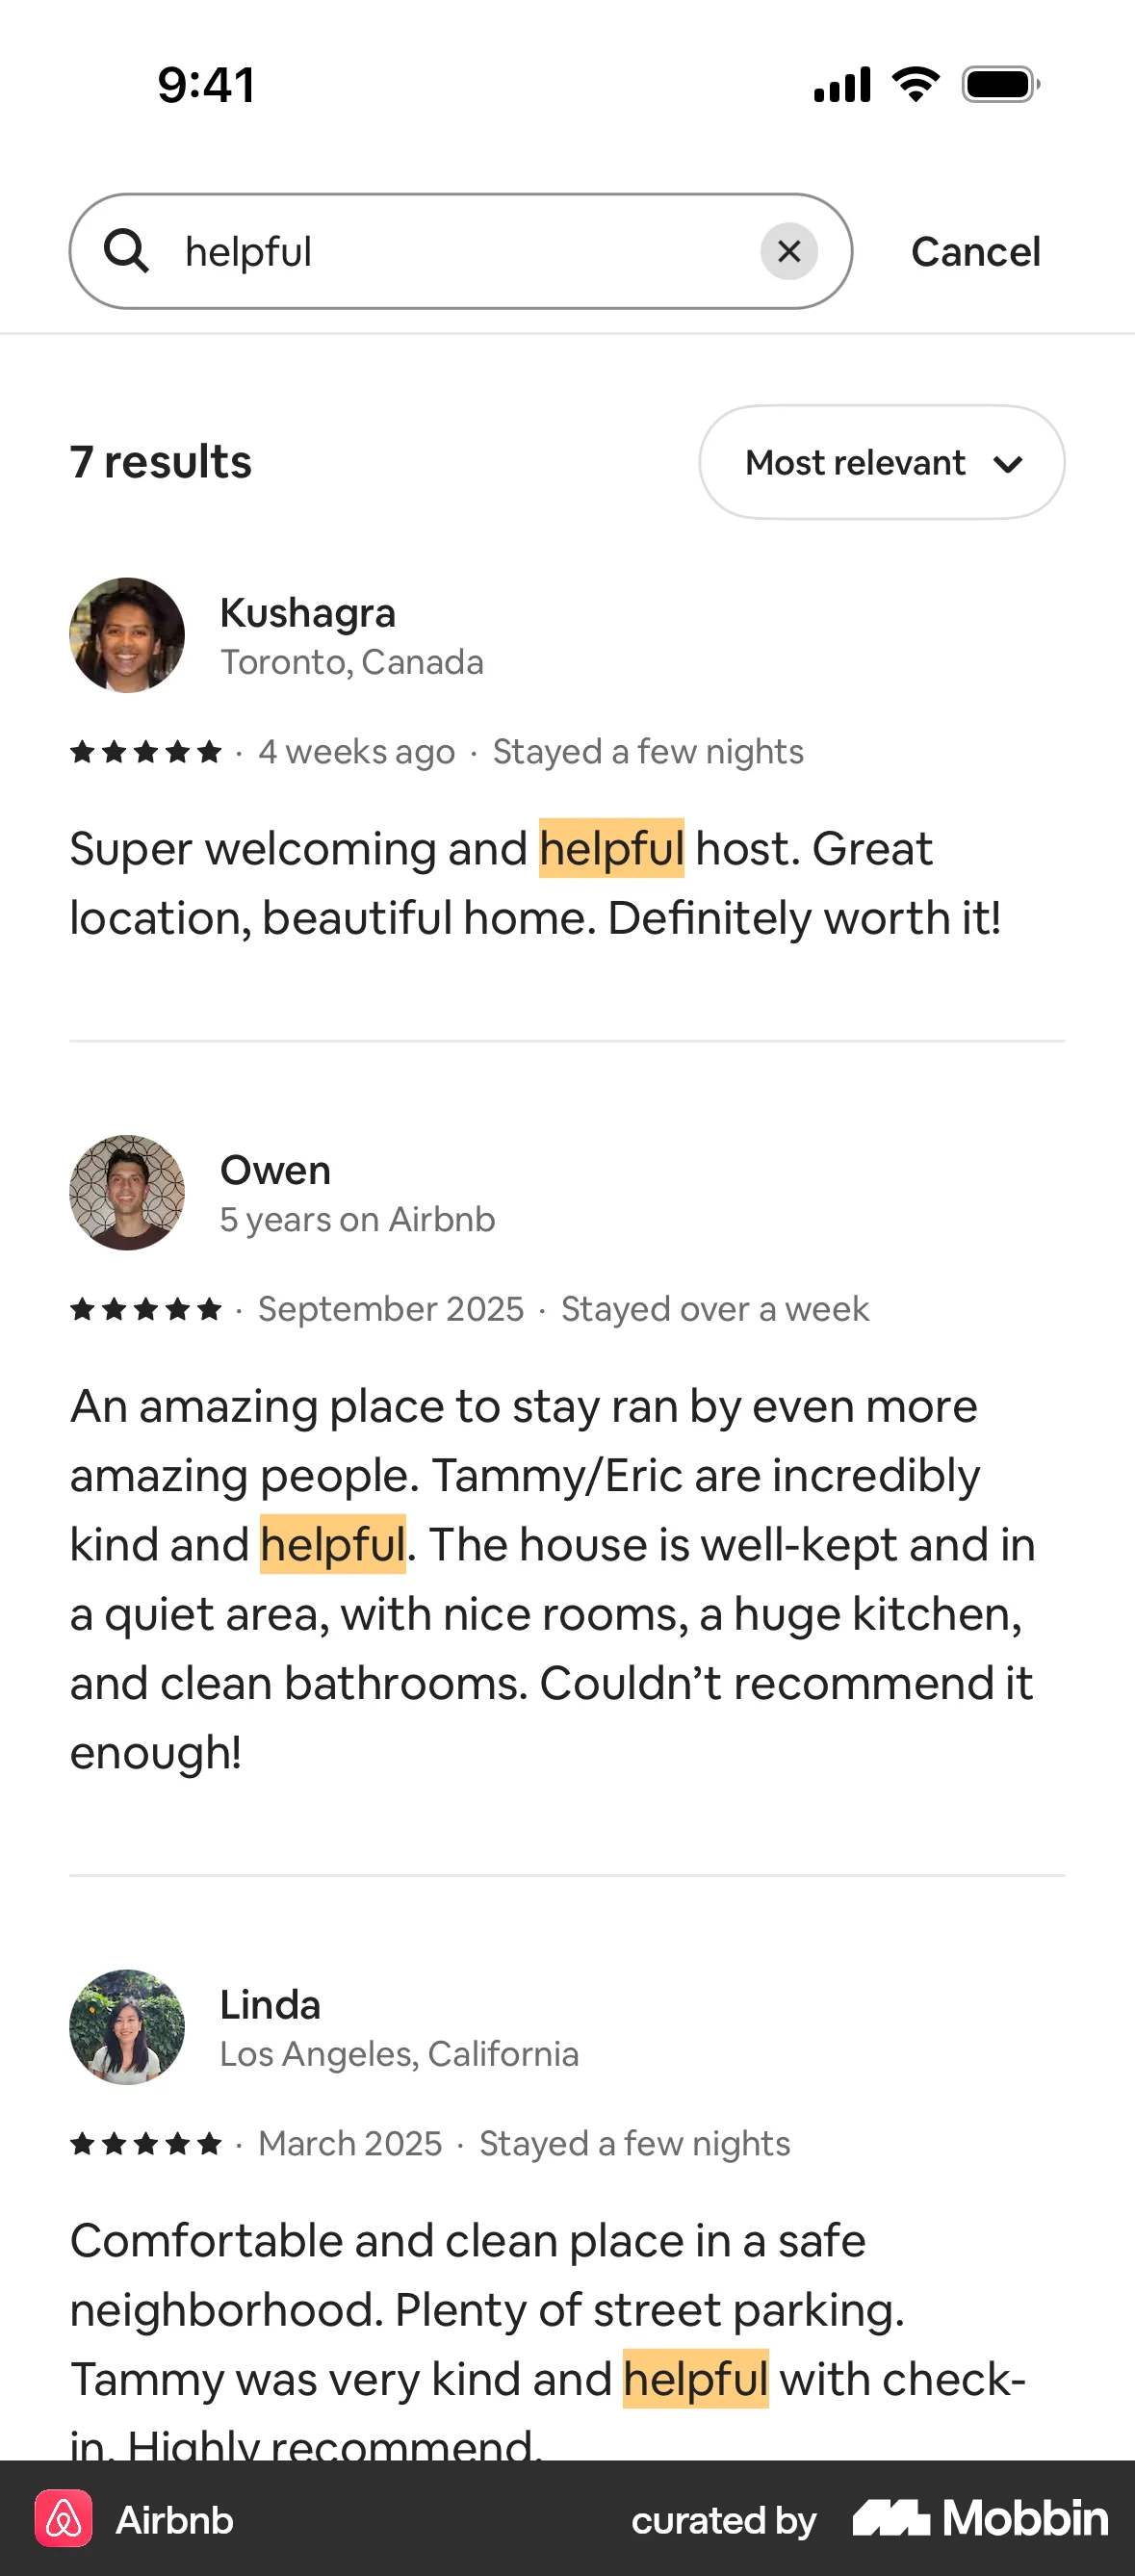 9:41
helpful
Cancel
7 results
Most relevant
Kushagra
Toronto, Canada
· 4 weeks ago · Stayed a few nights
Super welcoming and helpful host. Great
location, beautiful home. Definitely worth it!
Owen
5 years on Airbnb
· September 2025 · Stayed over a week
An amazing place to stay ran by even more
amazing people. Tammy/Eric are incredibly
kind and helpful. The house is well-kept and in
a quiet area, with nice rooms, a huge kitchen,
and clean bathrooms. Couldn’t recommend it
enough!
Linda
Los Angeles, California
· March 2025 · Stayed a few nights
Comfortable and clean place in a safe
neighborhood. Plenty of street parking.
Tammy was very kind and helpful with check-
in. Highly recommend.
Airbnb
curated by Mobbin